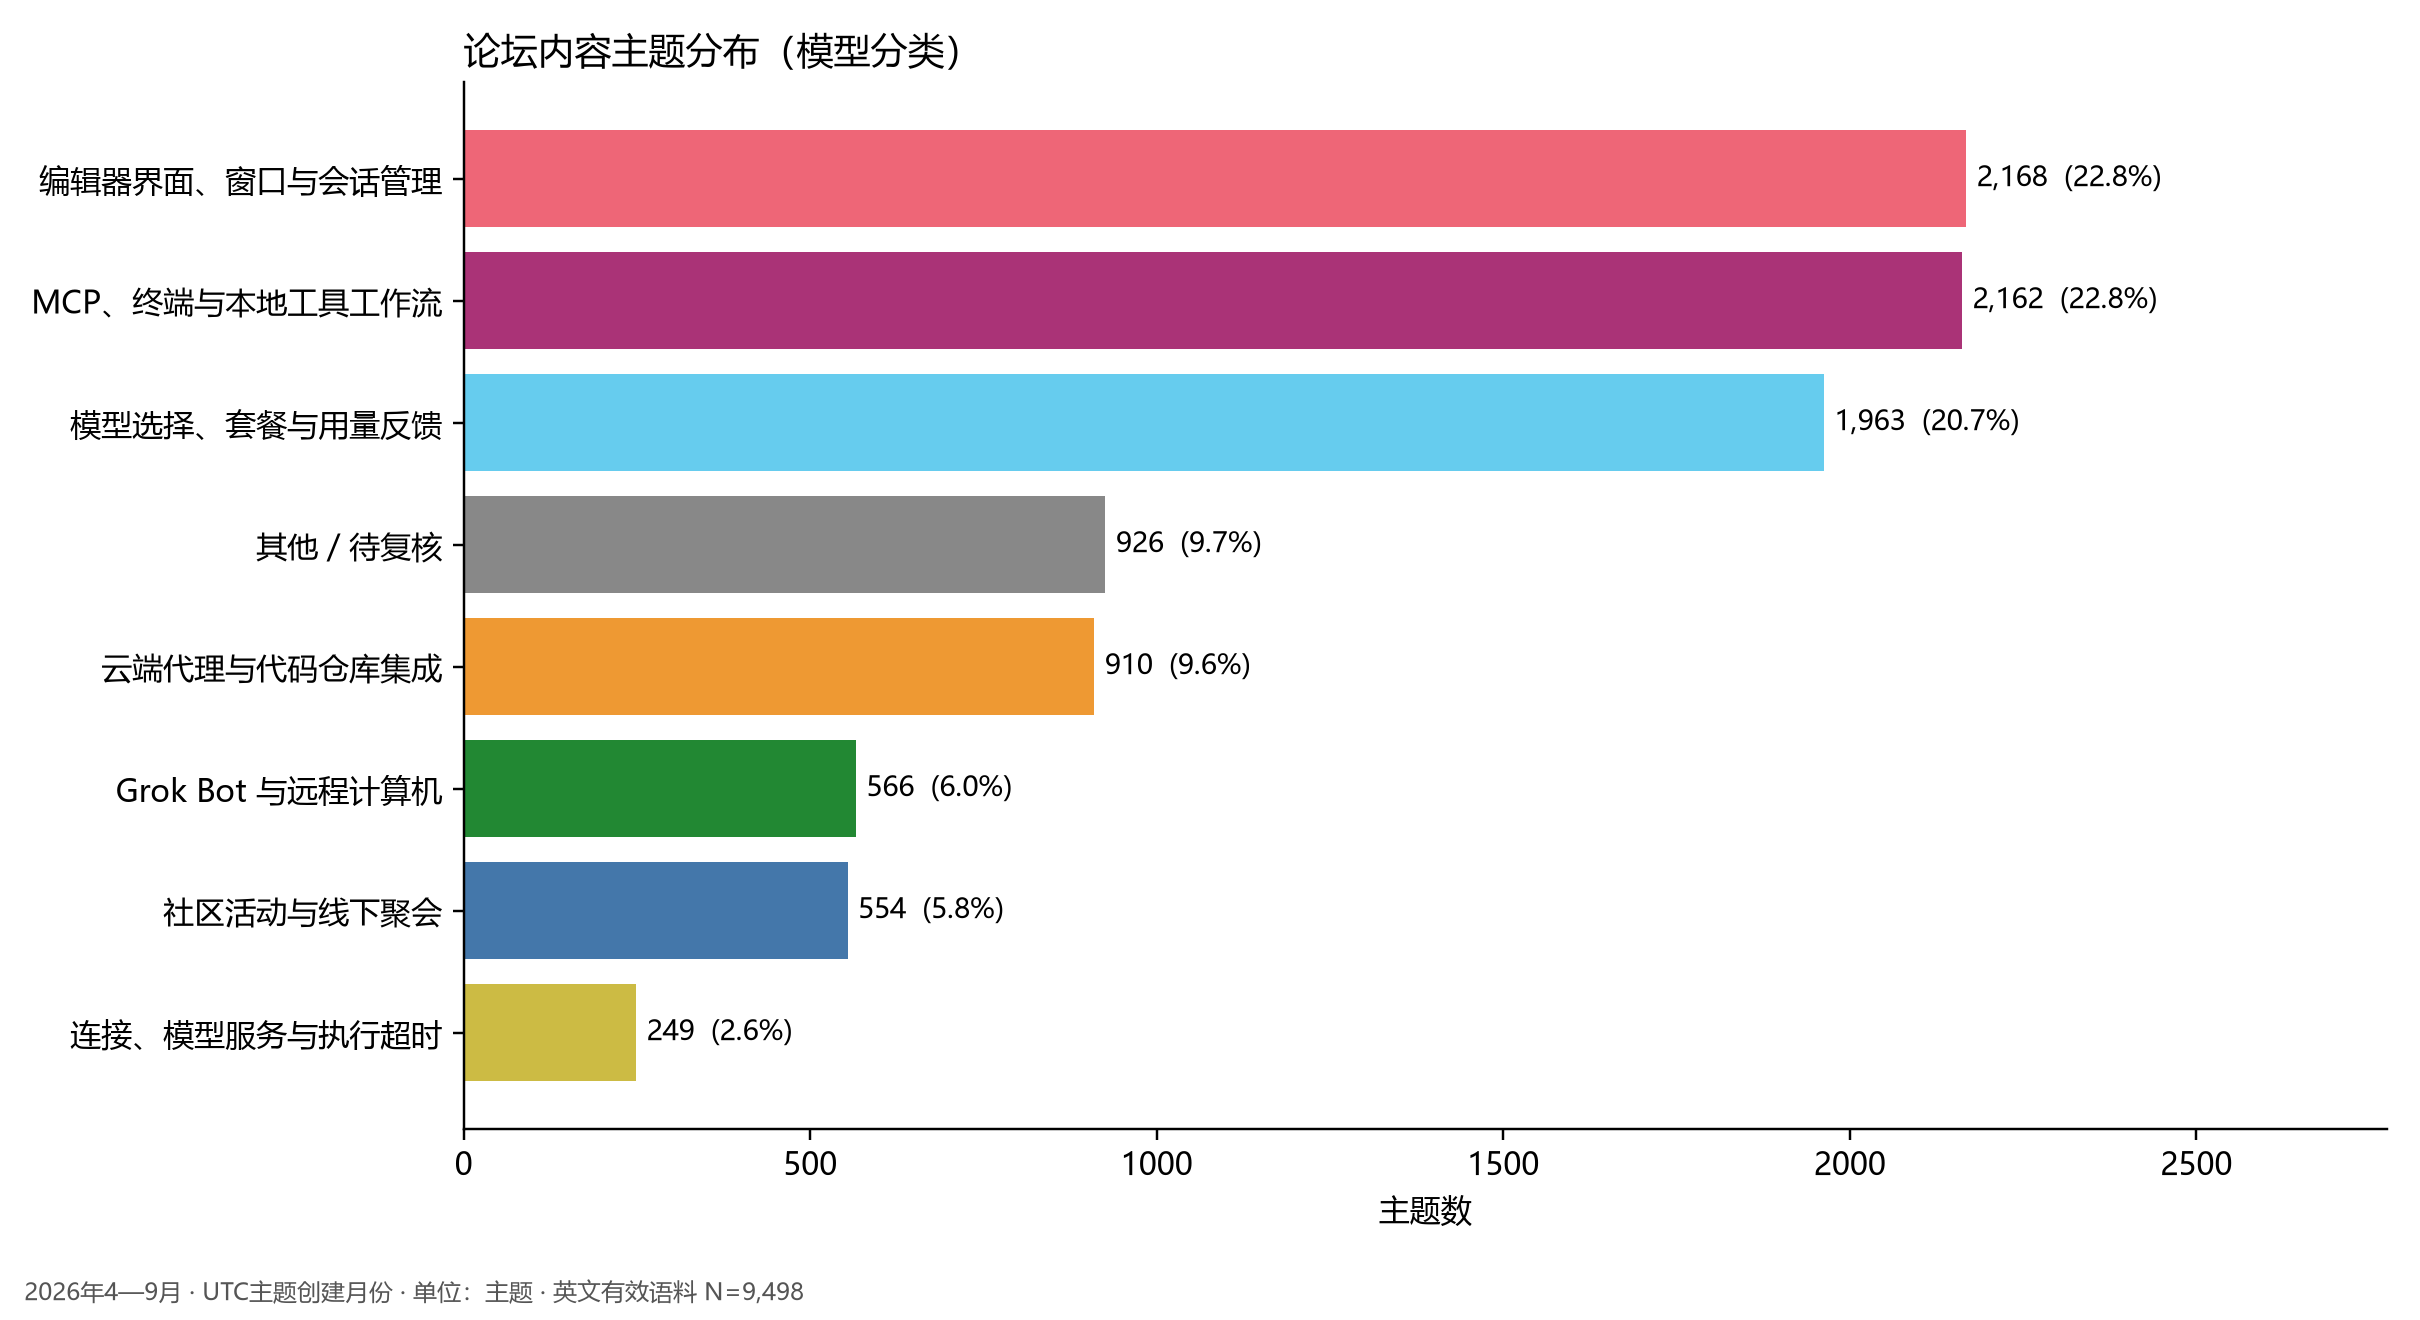 论坛内容主题分布（模型分类）
编辑器界面、窗口与会话管理
2,168 (22.8%)
MCP、终端与本地工具工作流
2,162 (22.8%)
模型选择、套餐与用量反馈
1,963 (20.7%)
其他 / 待复核
926 (9.7%)
云端代理与代码仓库集成
910 (9.6%)
Grok Bot 与远程计算机
566 (6.0%)
社区活动与线下聚会
554 (5.8%)
连接、模型服务与执行超时
249 (2.6%)
0 500 1000 1500 2000 2500
主题数
2026年4—9月 · UTC主题创建月份 · 单位：主题 · 英文有效语料 N=9,498